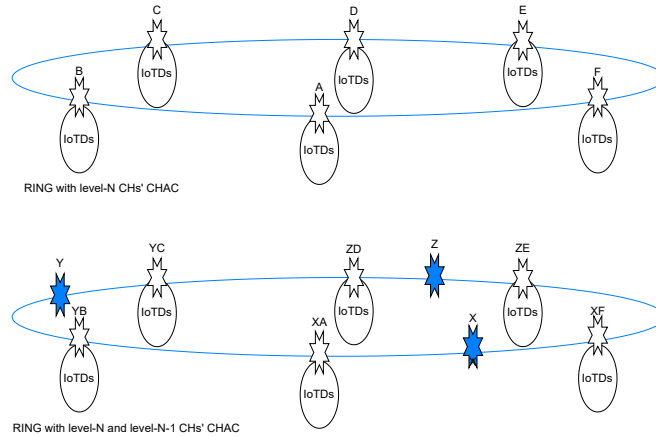 C
D
E
IoTDs
IoTDs
IoTDs
B
A
F
IoTDs
IoTDs
IoTDs
RING with level-N CHs' CHAC
Y
YC
ZD
Z
ZE
IoTDs
IoTDs
IoTDs
YB
XA
X
XF
IoTDs
IoTDs
IoTDs
RING with level-N and level-N-1 CHs' CHAC